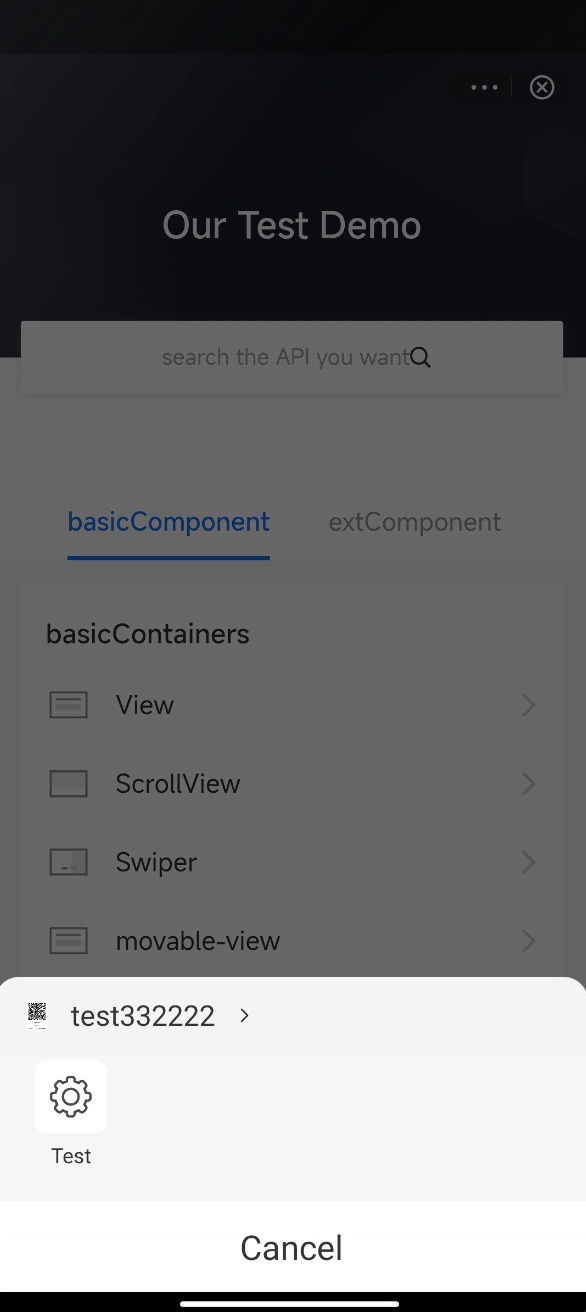 Our Test Demo
search the API you want
basicComponent
extComponent
basicContainers
View
ScrollView
Swiper
movable-view
test332222
Test
Cancel